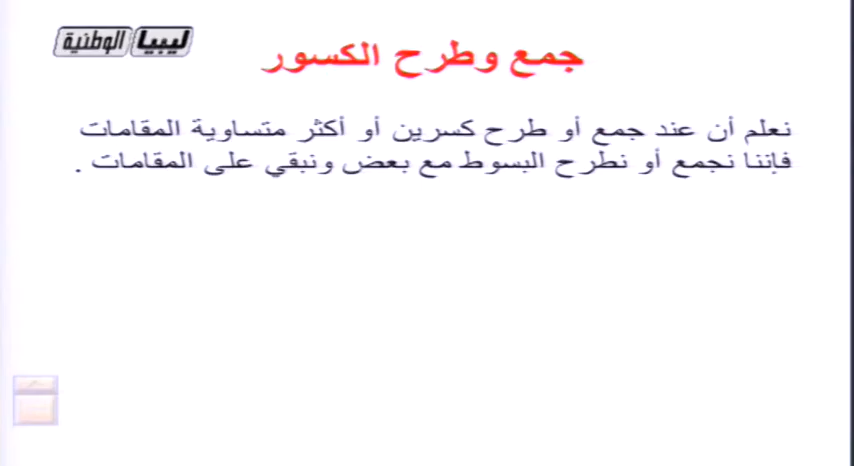 ليبيا الوطنية
جمع وطرح الكسور
نعلم أن عند جمع أو طرح كسرين أو أكثر متساوية المقامات
فإننا نجمع أو نطرح البسوط مع بعض ونبقي على المقامات .